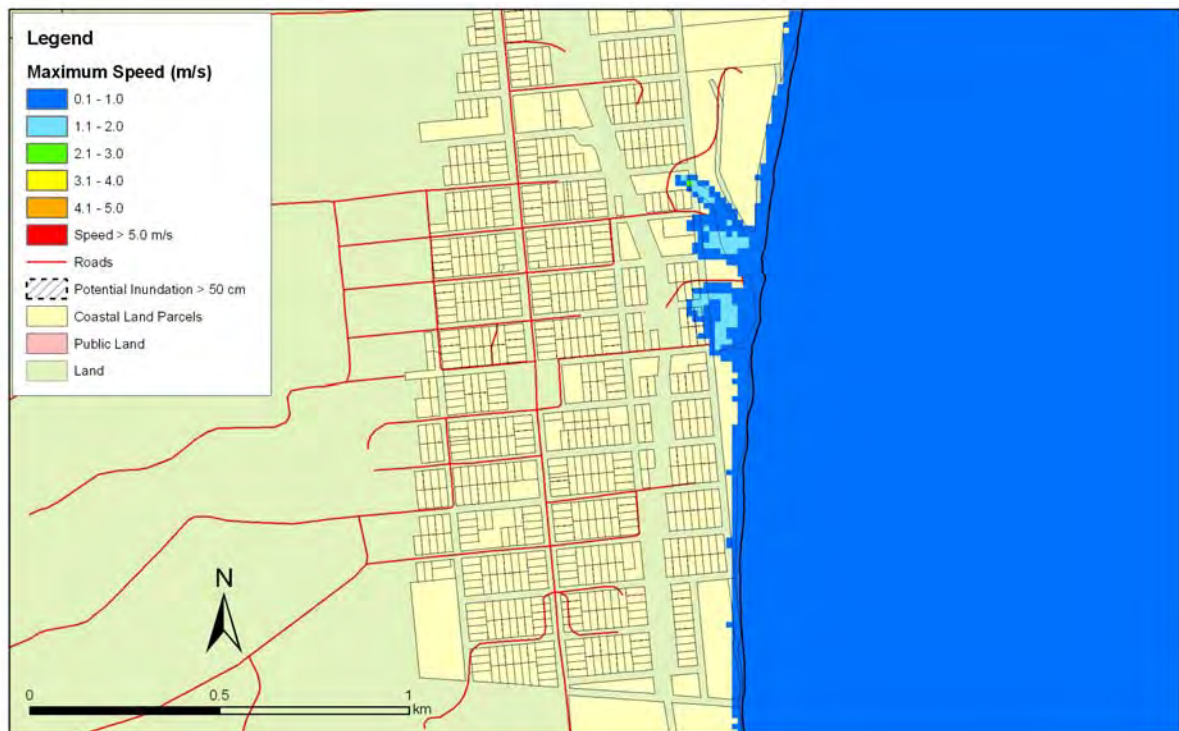 Legend
Maximum Speed (m/s)
0.1 - 1.0
1.1 - 2.0
2.1 - 3.0
3.1 - 4.0
4.1 - 5.0
Speed > 5.0 m/s
Roads
Potential Inundation > 50 cm
Coastal Land Parcels
Public Land
Land
N
0 0.5 1
km